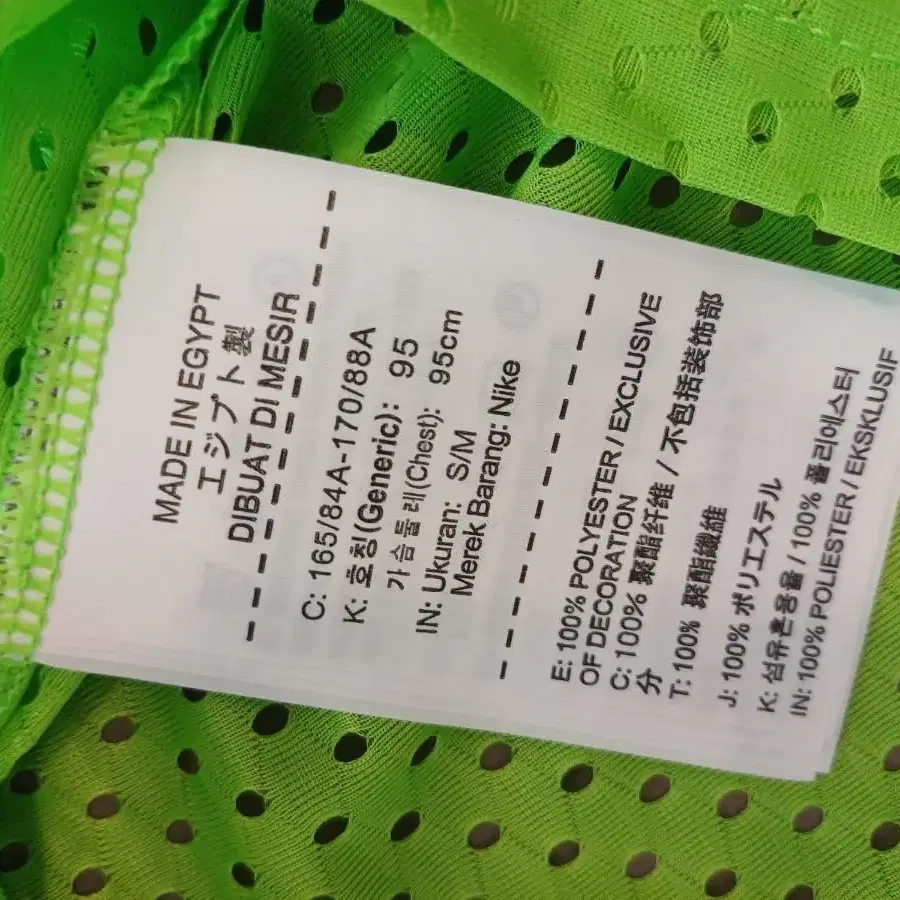 MADE IN EGYPT
エジプト製
DIBUAT DI MESIR
C: 165/84A-170/88A
K: 호칭(Generic): 95
가슴둘레(Chest): 95cm
IN: Ukuran: S/M
Merek Barang: Nike
E: 100% POLYESTER / EXCLUSIVE
OF DECORATION
C: 100% 聚酯纤维 / 不包括装饰部
分
T: 100% 聚酯纖維
J: 100% ポリエステル
K: 섬유혼용율 / 100% 폴리에스터
IN: 100% POLIESTER / EKSKLUSIF